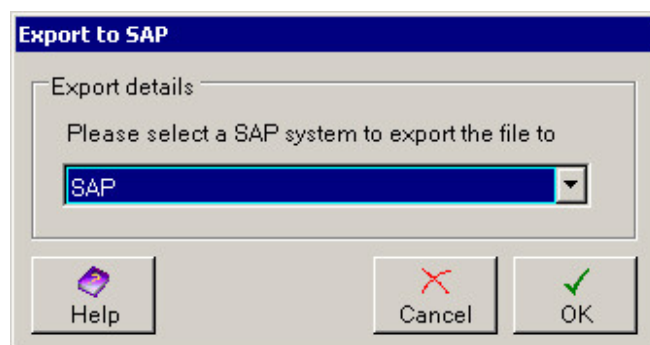 Export to SAP
Export details
Please select a SAP system to export the file to
SAP
Help
Cancel
OK